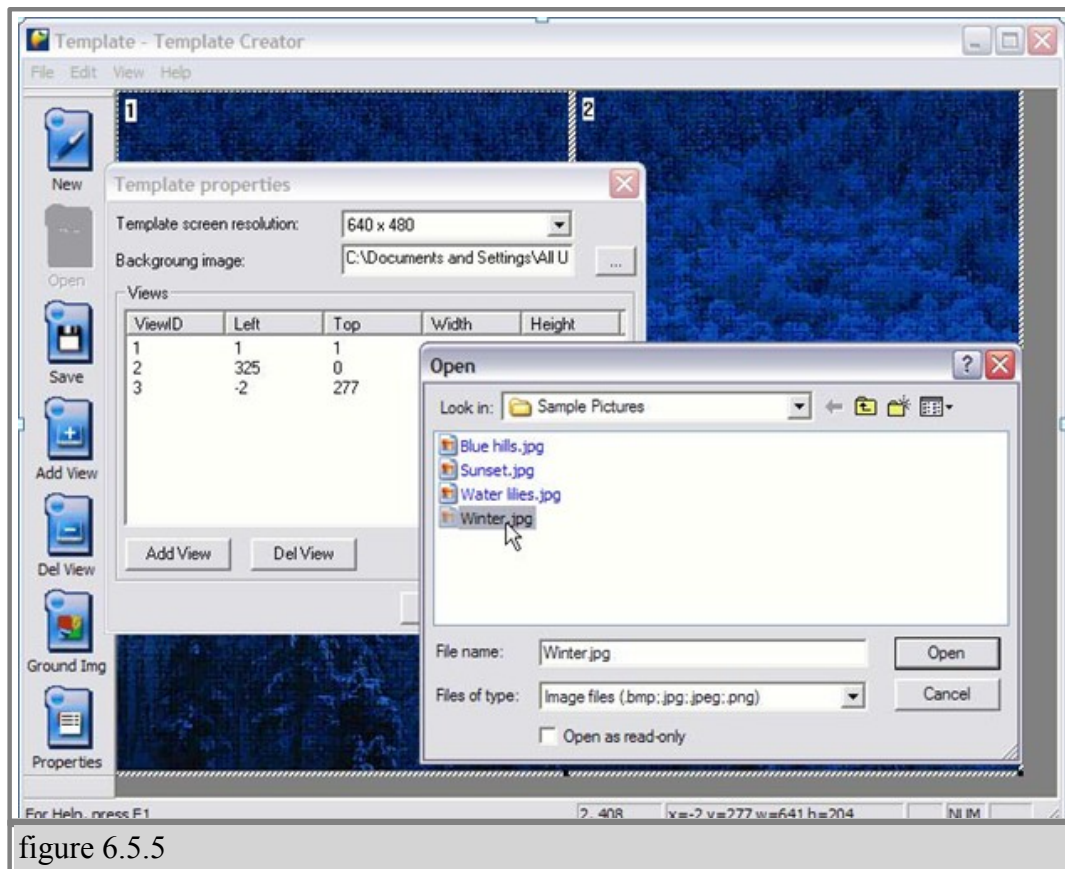 Template - Template Creator
File Edit View Help
New
Open
Save
Add View
Del View
Ground Img
Properties
1
2
Template properties
Template screen resolution: 640 x 480
Backgroung image: C:\Documents and Settings\All U ...
Views
ViewID Left Top Width Height
1 1 1
2 325 0
3 -2 277
Add View Del View
Open
Look in: Sample Pictures
Blue hills.jpg
Sunset.jpg
Water lilies.jpg
Winter.jpg
File name: Winter.jpg Open
Files of type: Image files (.bmp;.jpg;.jpeg;.png) Cancel
Open as read-only
For Help, press F1 2, 408 x=-2 y=277 w=641 h=204 NUM
figure 6.5.5